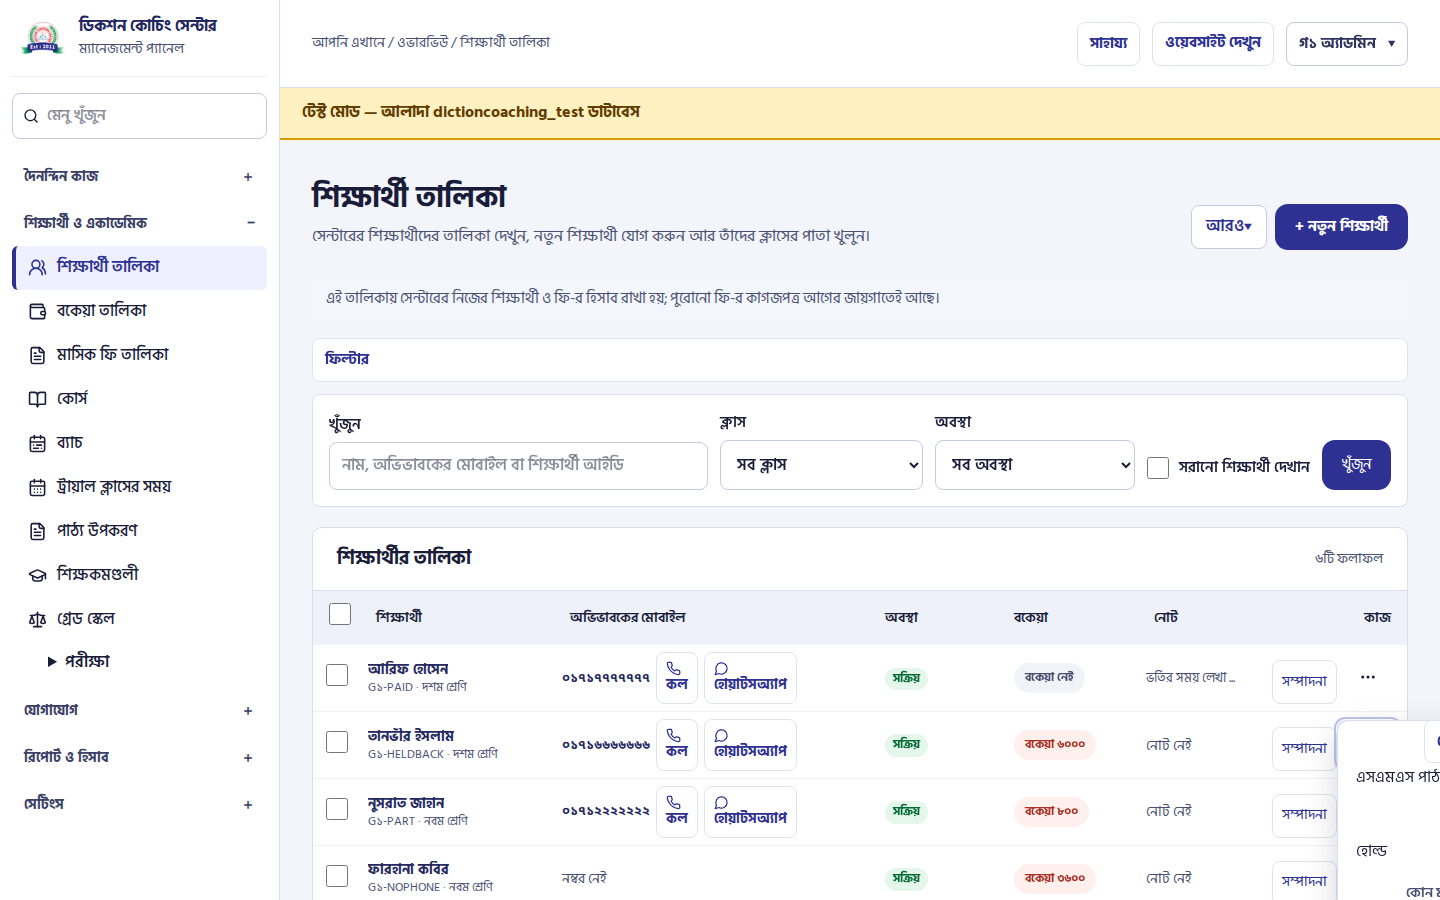 ডিকশন কোচিং সেন্টার
ম্যানেজমেন্ট প্যানেল
Est : 2011
মেনু খুঁজুন
দৈনন্দিন কাজ +
শিক্ষার্থী ও একাডেমিক −
শিক্ষার্থী তালিকা
বকেয়া তালিকা
মাসিক ফি তালিকা
কোর্স
ব্যাচ
ট্রায়াল ক্লাসের সময়
পাঠ্য উপকরণ
শিক্ষকমণ্ডলী
গ্রেড স্কেল
▶ পরীক্ষা
যোগাযোগ +
রিপোর্ট ও হিসাব +
সেটিংস +
আপনি এখানে / ওভারভিউ / শিক্ষার্থী তালিকা
সাহায্য
ওয়েবসাইট দেখুন
গ১ অ্যাডমিন ▾
টেস্ট মোড — আলাদা dictioncoaching_test ডাটাবেস
শিক্ষার্থী তালিকা
সেন্টারের শিক্ষার্থীদের তালিকা দেখুন, নতুন শিক্ষার্থী যোগ করুন আর তাঁদের ক্লাসের পাতা খুলুন।
আরও▾
+ নতুন শিক্ষার্থী
এই তালিকায় সেন্টারের নিজের শিক্ষার্থী ও ফি-র হিসাব রাখা হয়; পুরোনো ফি-র কাগজপত্র আগের জায়গাতেই আছে।
ফিল্টার
খুঁজুন
নাম, অভিভাবকের মোবাইল বা শিক্ষার্থী আইডি
ক্লাস
সব ক্লাস
অবস্থা
সব অবস্থা
সরানো শিক্ষার্থী দেখান
খুঁজুন
শিক্ষার্থীর তালিকা
৬টি ফলাফল
শিক্ষার্থী অভিভাবকের মোবাইল অবস্থা বকেয়া নোট কাজ
আরিফ হোসেন
G১-PAID · দশম শ্রেণি
০১৭১৭৭৭৭৭৭৭ কল হোয়াটসঅ্যাপ সক্রিয় বকেয়া নেই ভর্তির সময় লেখা ... সম্পাদনা ...
তানভীর ইসলাম
G১-HELDBACK · দশম শ্রেণি
০১৭১৬৬৬৬৬৬৬ কল হোয়াটসঅ্যাপ সক্রিয় বকেয়া ৬০০০ নোট নেই সম্পাদনা
নুসরাত জাহান
G১-PART · নবম শ্রেণি
০১৭১২২২২২২২ কল হোয়াটসঅ্যাপ সক্রিয় বকেয়া ৮০০ নোট নেই সম্পাদনা
ফারহানা কবির
G১-NOPHONE · নবম শ্রেণি
নম্বর নেই সক্রিয় বকেয়া ৩৬০০ নোট নেই সম্পাদনা
এসএমএস পাঠ
হোল্ড
কোন